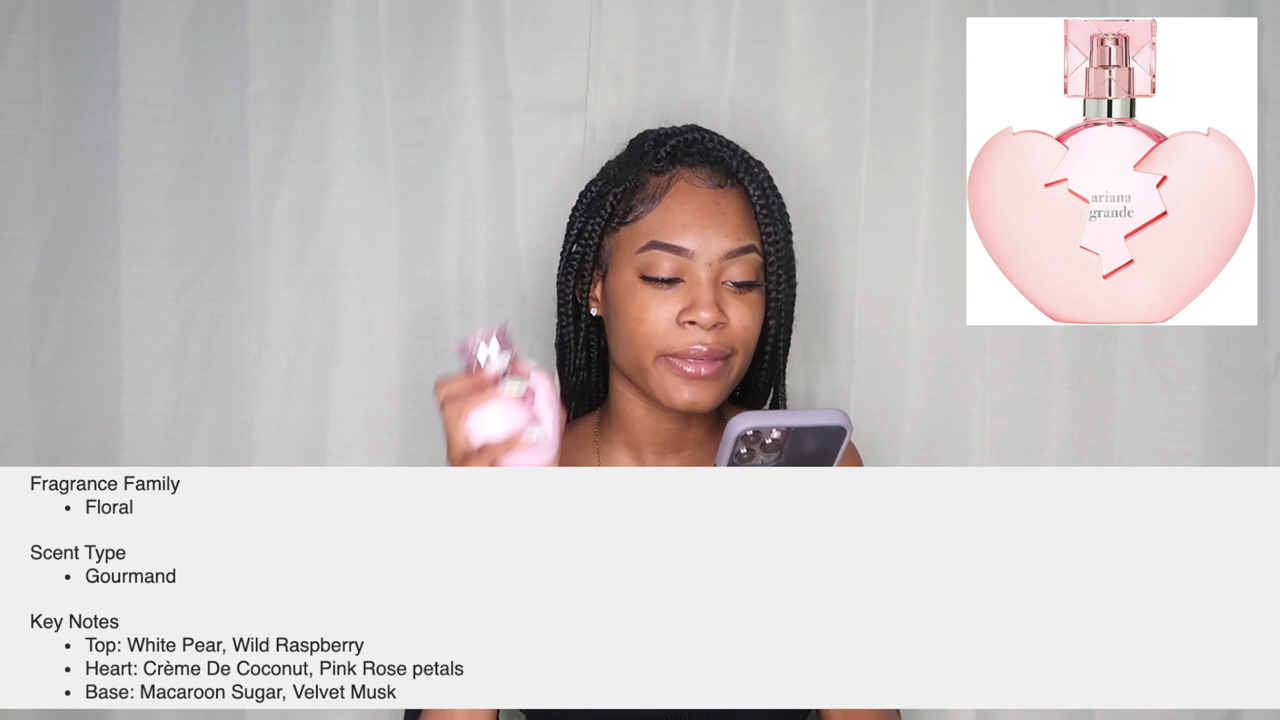 ariana
grande
Fragrance Family
• Floral
Scent Type
• Gourmand
Key Notes
• Top: White Pear, Wild Raspberry
• Heart: Crème De Coconut, Pink Rose petals
• Base: Macaroon Sugar, Velvet Musk